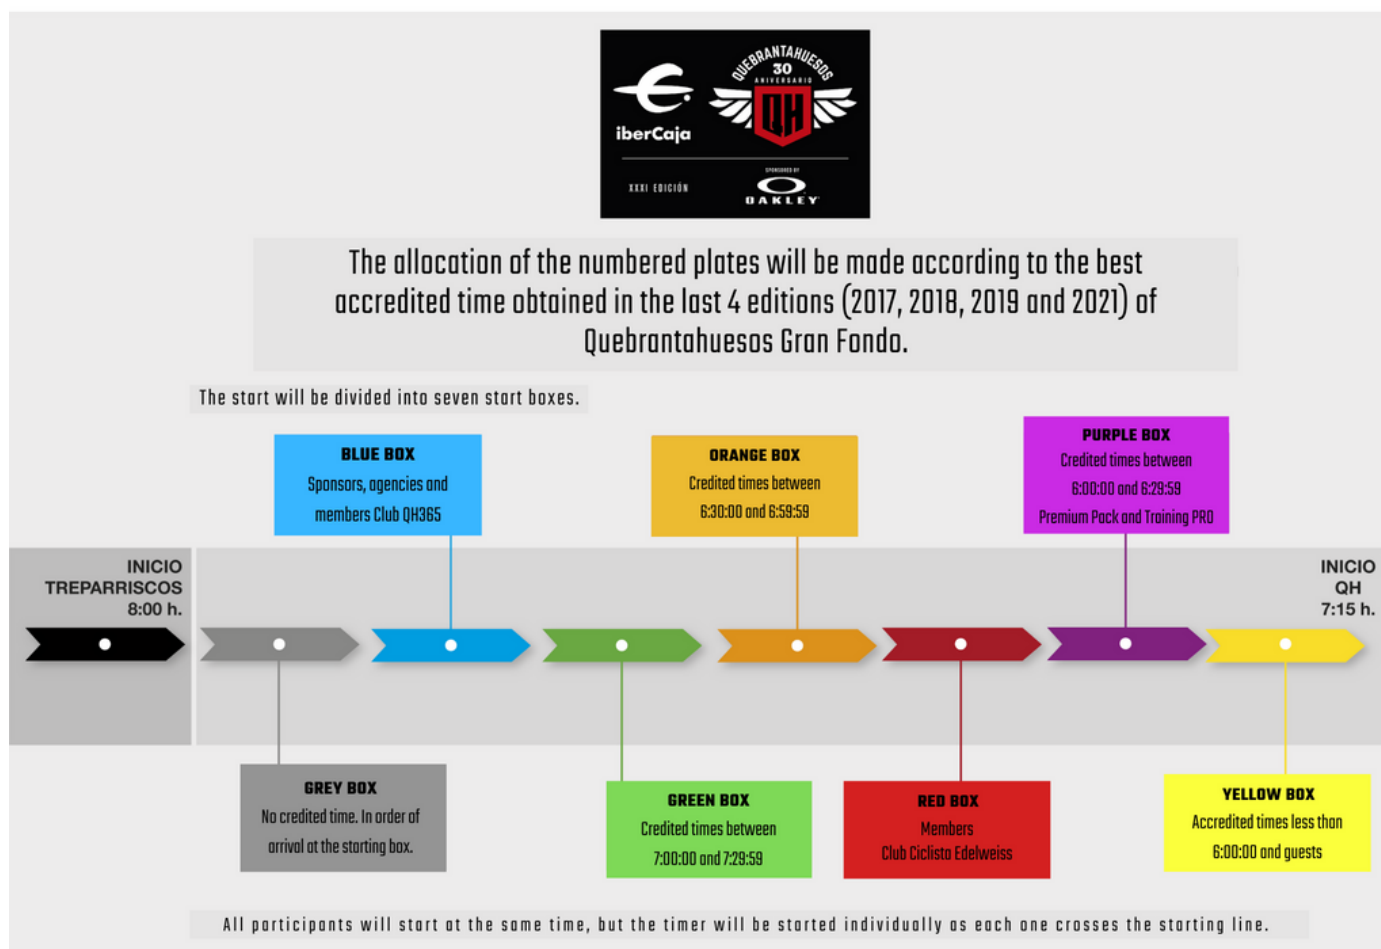 QUEBRANTAHUESOS
30
ANIVERSARIO
QH
iberCaja
XXXI EDICIÓN
SPONSORED BY
OAKLEY
The allocation of the numbered plates will be made according to the best
accredited time obtained in the last 4 editions (2017, 2018, 2019 and 2021) of
Quebrantahuesos Gran Fondo.
The start will be divided into seven start boxes.
BLUE BOX
Sponsors, agencies and
members Club QH365
ORANGE BOX
Credited times between
6:30:00 and 6:59:59
PURPLE BOX
Credited times between
6:00:00 and 6:29:59
Premium Pack and Training PRO
INICIO
TREPARRISCOS
8:00 h.
INICIO
QH
7:15 h.
GREY BOX
No credited time. In order of
arrival at the starting box.
GREEN BOX
Credited times between
7:00:00 and 7:29:59
RED BOX
Members
Club Ciclista Edelweiss
YELLOW BOX
Accredited times less than
6:00:00 and guests
All participants will start at the same time, but the timer will be started individually as each one crosses the starting line.